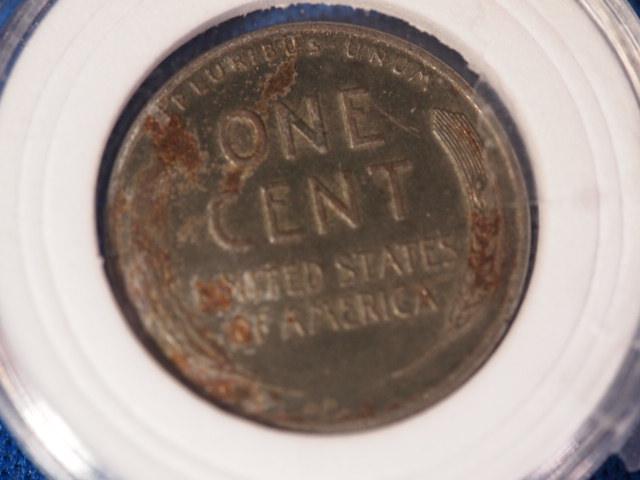 PLURIBUS UNUM
ONE
CENT
UNITED STATES
OF AMERICA